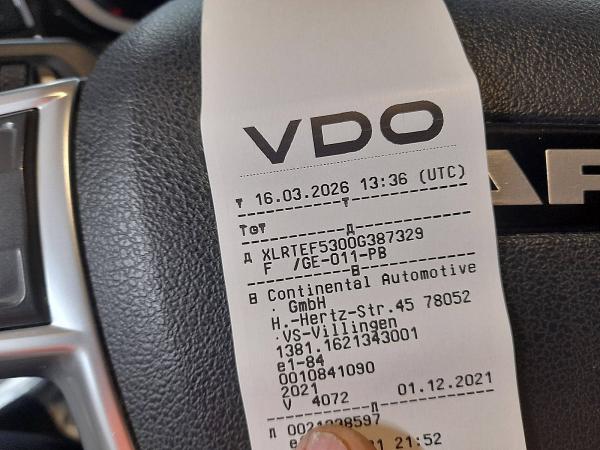 VDO
▼ 16.03.2026 13:36 (UTC)
XLRTEF5300G387329
F /GE-011-PB
Continental Automotive
GmbH
H.-Hertz-Str.45 78052
VS-Villingen
1381.1621343001
e1-84
0010841090
2021
V 4072 01.12.2021
21:52
AF